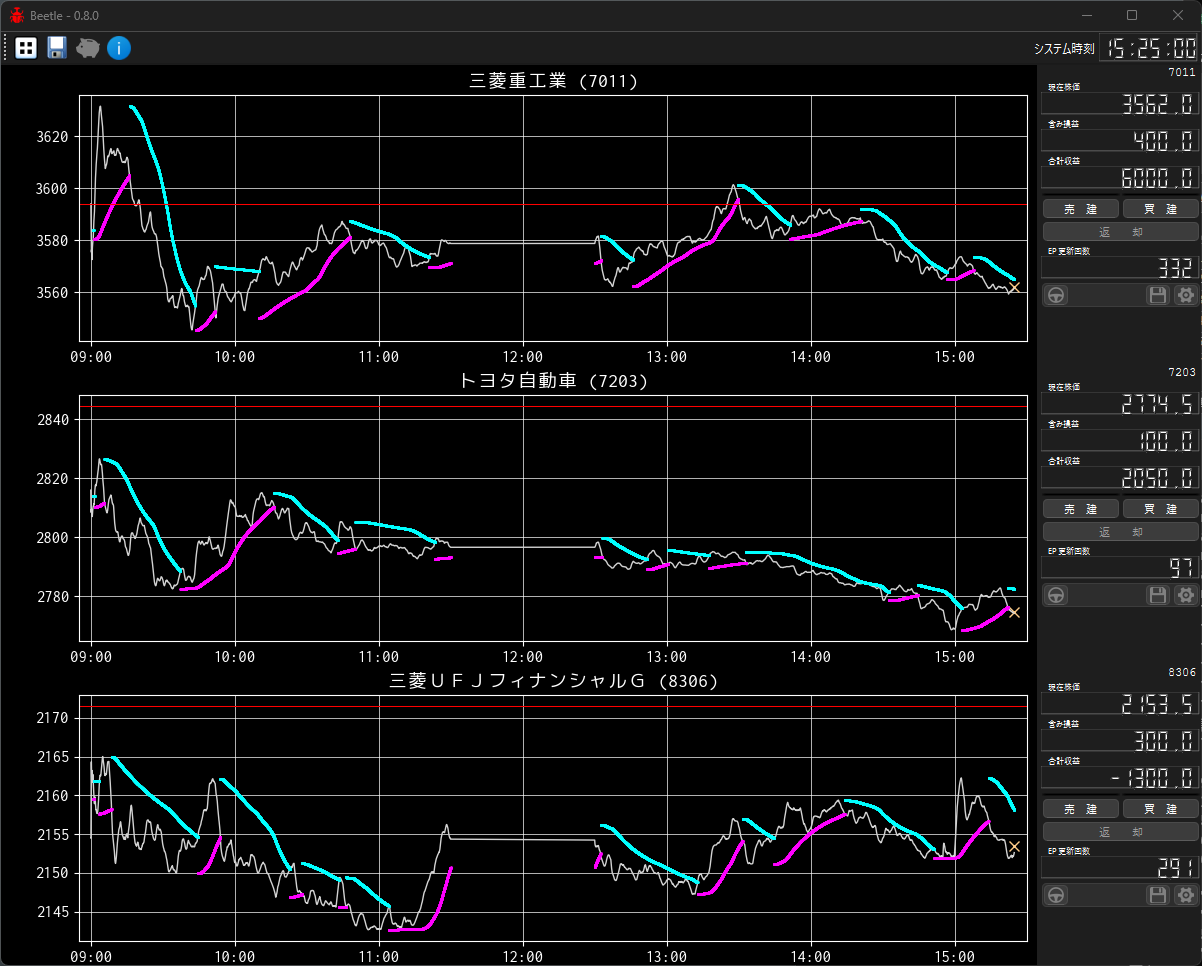 Beetle - 0.8.0
システム時刻 15:25:00
三菱重工業 (7011)
3620
3600
3580
3560
09:00 10:00 11:00 12:00 13:00 14:00 15:00
7011
現在株価
3562.0
含み損益
400.0
合計収益
6000.0
売 建 買 建
返 却
EP 更新回数
332
トヨタ自動車 (7203)
2840
2820
2800
2780
09:00 10:00 11:00 12:00 13:00 14:00 15:00
7203
現在株価
2774.5
含み損益
100.0
合計収益
2050.0
売 建 買 建
返 却
EP 更新回数
97
三菱ＵＦＪフィナンシャルＧ (8306)
2170
2165
2160
2155
2150
2145
09:00 10:00 11:00 12:00 13:00 14:00 15:00
8306
現在株価
2153.5
含み損益
300.0
合計収益
-1300.0
売 建 買 建
返 却
EP 更新回数
291